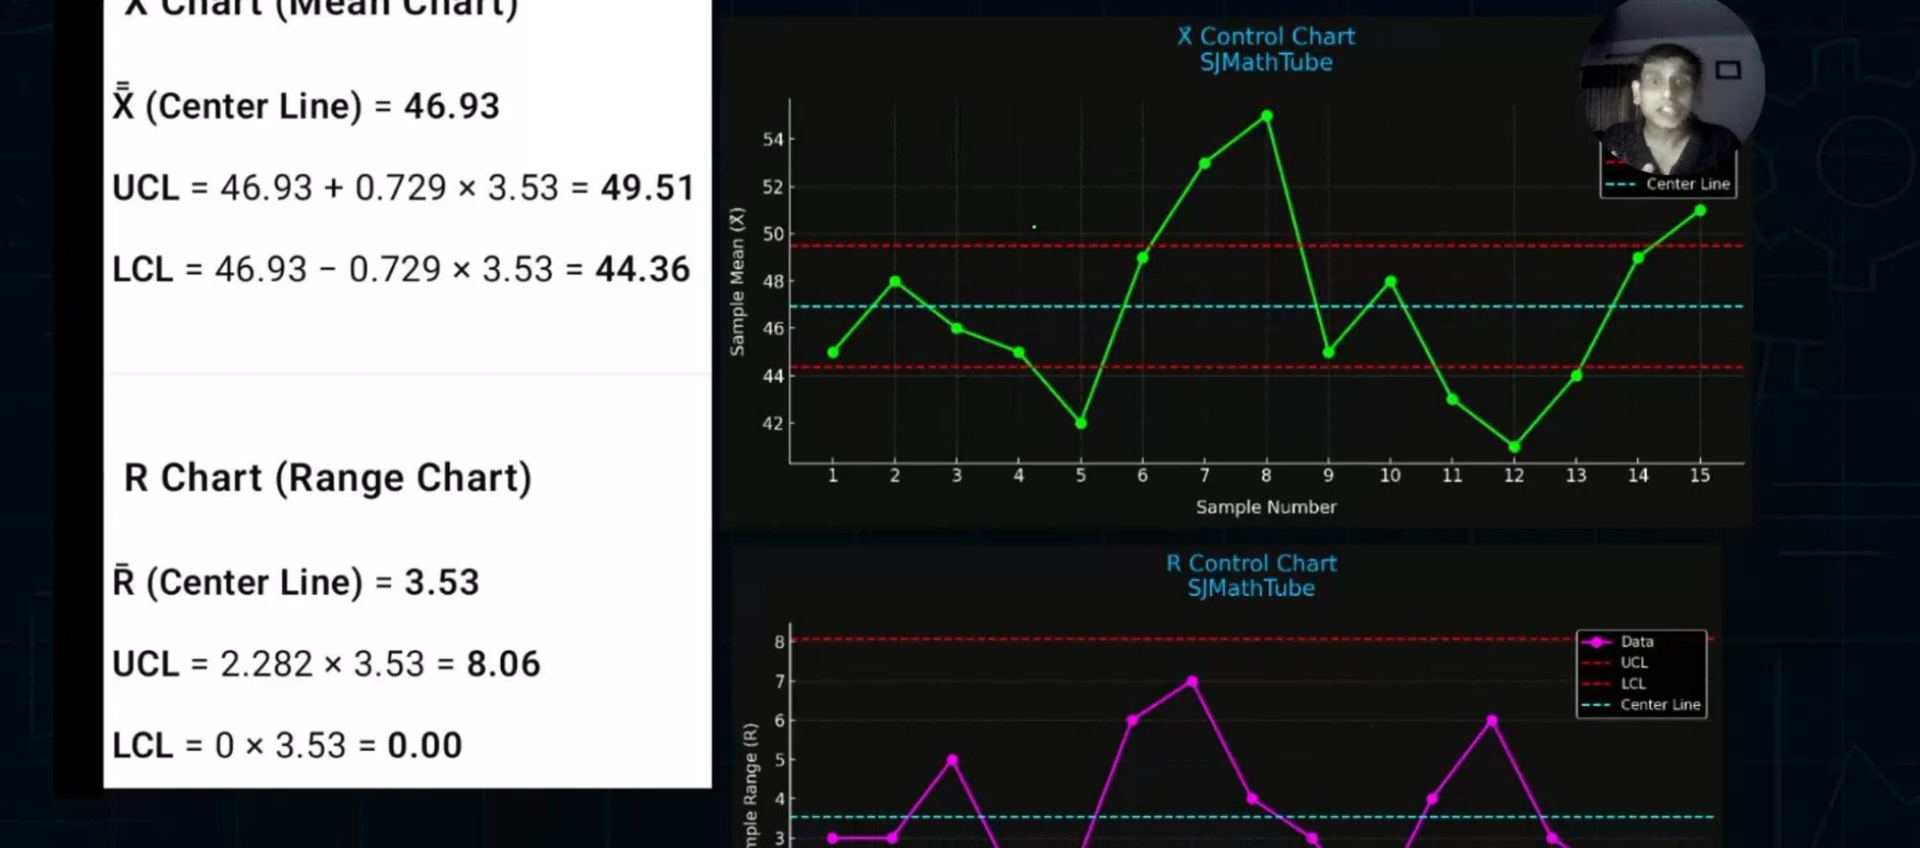 X Chart (Mean Chart)
X̿ (Center Line) = 46.93
UCL = 46.93 + 0.729 × 3.53 = 49.51
LCL = 46.93 − 0.729 × 3.53 = 44.36
R Chart (Range Chart)
R̄ (Center Line) = 3.53
UCL = 2.282 × 3.53 = 8.06
LCL = 0 × 3.53 = 0.00
X̄ Control Chart
SJMathTube
Center Line
Sample Mean (X̄)
54
52
50
48
46
44
42
1 2 3 4 5 6 7 8 9 10 11 12 13 14 15
Sample Number
R Control Chart
SJMathTube
Data
UCL
LCL
Center Line
Range (R)
8
7
6
5
4
3